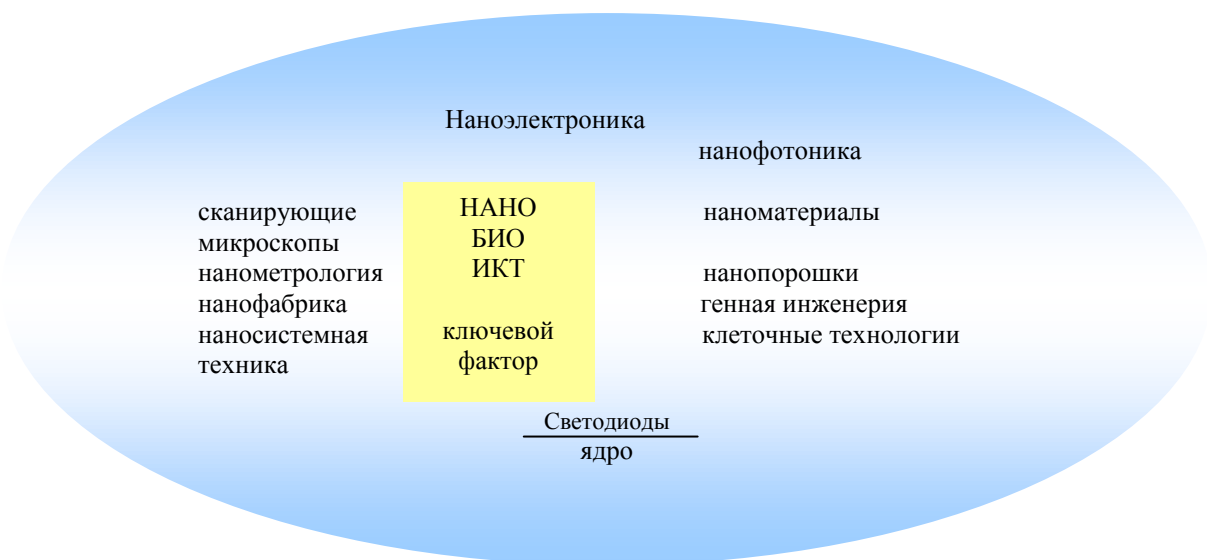 Наноэлектроника
нанофотоника
сканирующие
микроскопы
нанометрология
нанофабрика
наносистемная
техника
НАНО
БИО
ИКТ
ключевой
фактор
наноматериалы
нанопорошки
генная инженерия
клеточные технологии
Светодиоды
ядро